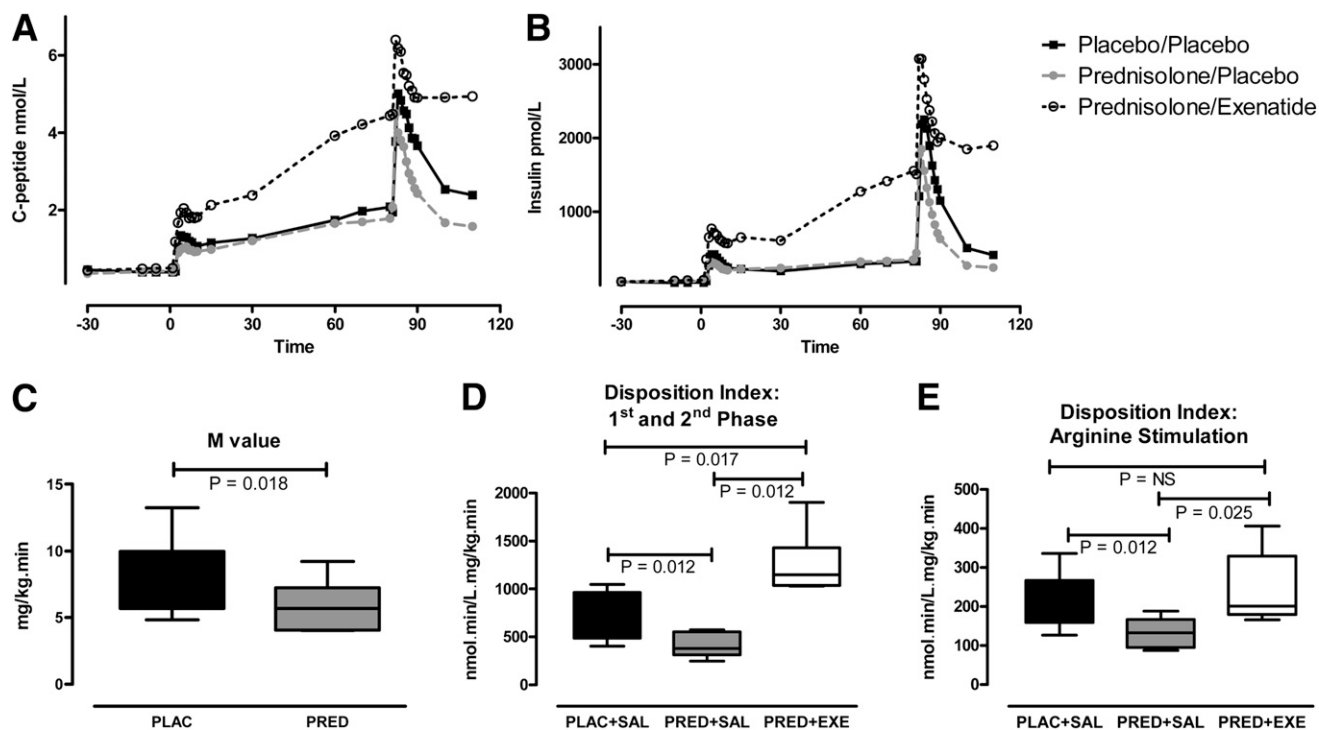 A
C-peptide nmol/L
6
4
2
-30 0 30 60 90 120
Time
B
Insulin pmol/L
3000
2000
1000
-30 0 30 60 90 120
Time
Placebo/Placebo
Prednisolone/Placebo
Prednisolone/Exenatide
C
M value
P = 0.018
mg/kg.min
15
10
5
0
PLAC PRED
D
Disposition Index:
1st and 2nd Phase
P = 0.017
P = 0.012
P = 0.012
nmol.min/L.mg/kg.min
2000
1500
1000
500
0
PLAC+SAL PRED+SAL PRED+EXE
E
Disposition Index:
Arginine Stimulation
P = NS
P = 0.025
P = 0.012
nmol.min/L.mg/kg.min
500
400
300
200
100
0
PLAC+SAL PRED+SAL PRED+EXE